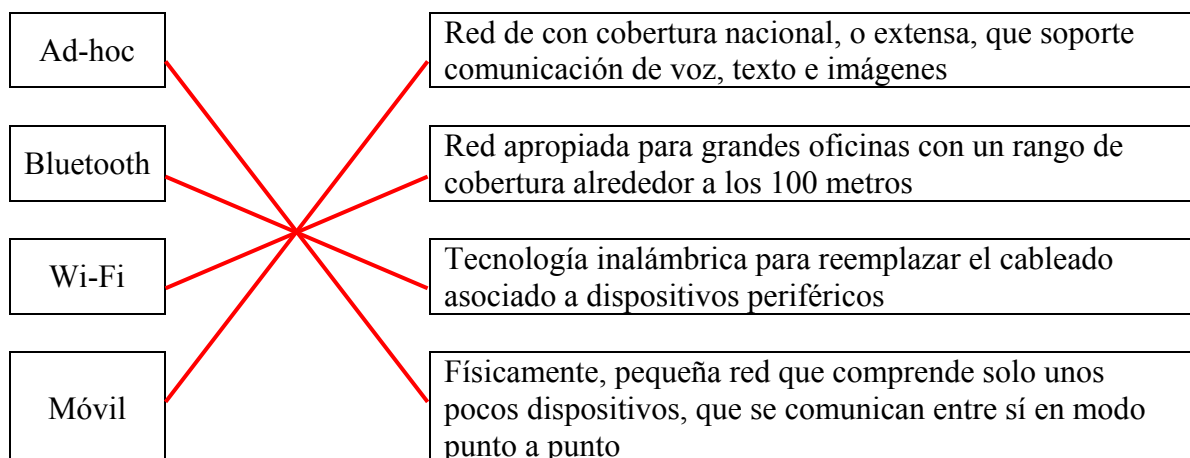 Ad-hoc
Red de con cobertura nacional, o extensa, que soporte
comunicación de voz, texto e imágenes
Bluetooth
Red apropiada para grandes oficinas con un rango de
cobertura alrededor a los 100 metros
Wi-Fi
Tecnología inalámbrica para reemplazar el cableado
asociado a dispositivos periféricos
Móvil
Físicamente, pequeña red que comprende solo unos
pocos dispositivos, que se comunican entre sí en modo
punto a punto